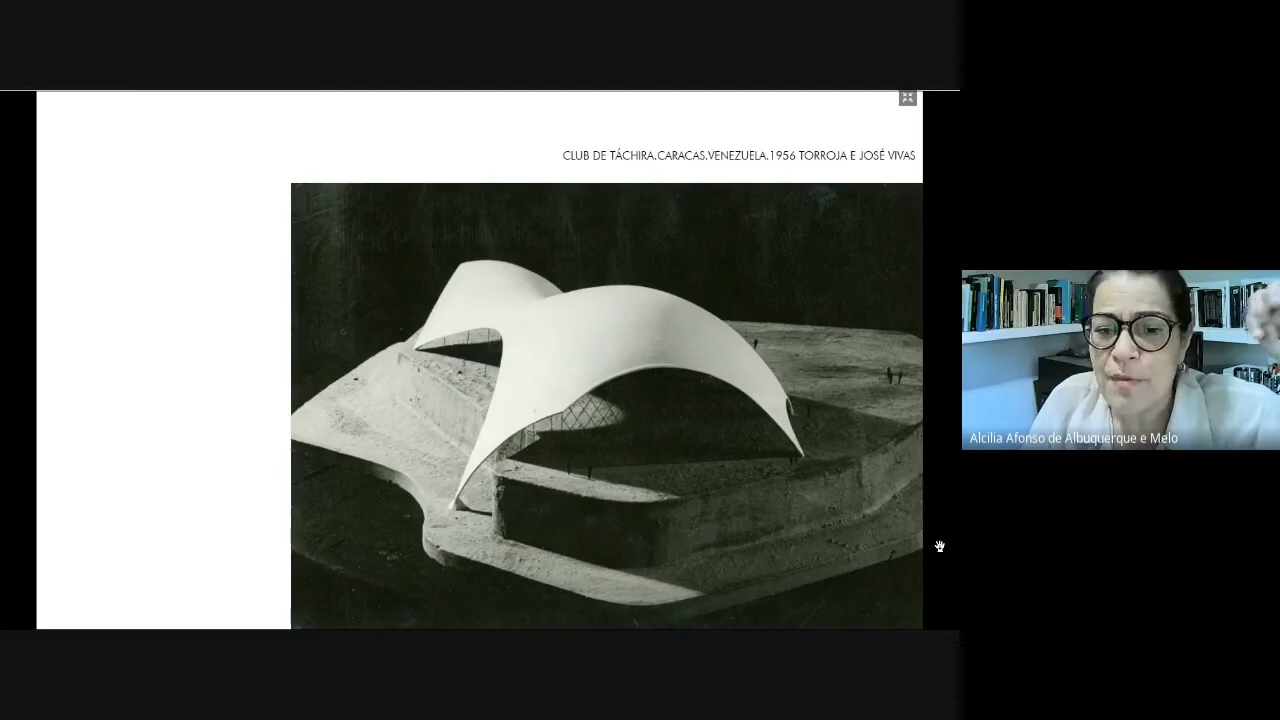 CLUB DE TÁCHIRA.CARACAS.VENEZUELA.1956 TORROJA E JOSÉ VIVAS
Alcilia Afonso de Albuquerque e Melo